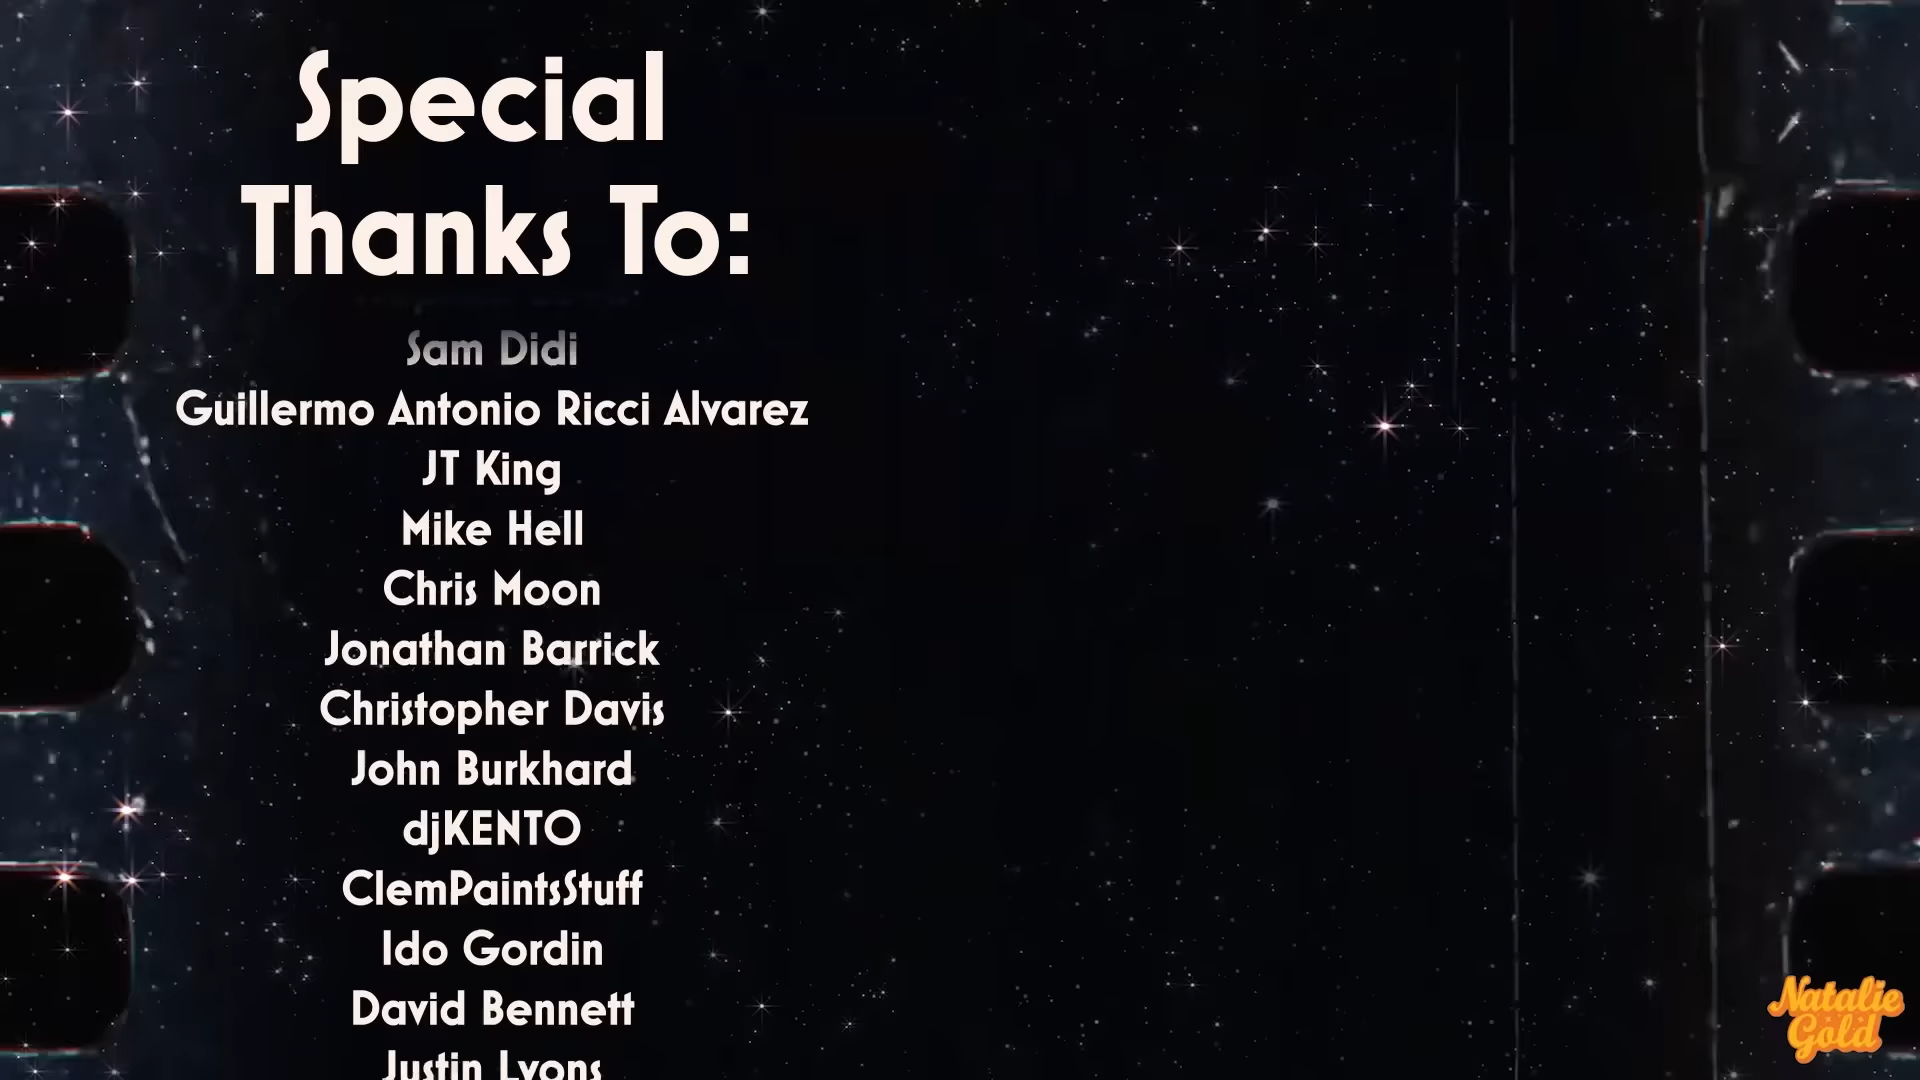 Special
Thanks To:
Sam Didi
Guillermo Antonio Ricci Alvarez
JT King
Mike Hell
Chris Moon
Jonathan Barrick
Christopher Davis
John Burkhard
djKENTO
ClemPaintsStuff
Ido Gordin
David Bennett
Justin Lyons
Natalie
Gold